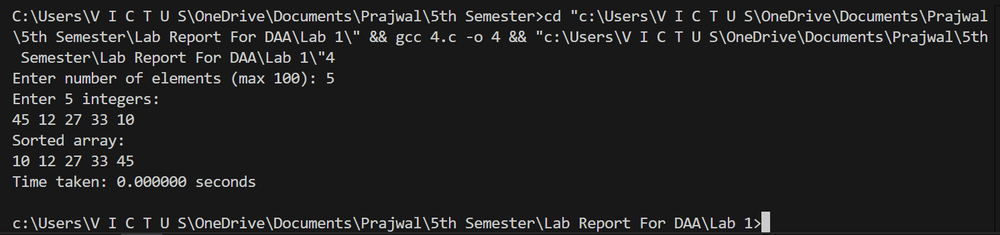 C:\Users\V I C T U S\OneDrive\Documents\Prajwal\5th Semester>cd "c:\Users\V I C T U S\OneDrive\Documents\Prajwal
\5th Semester\Lab Report For DAA\Lab 1\" && gcc 4.c -o 4 && "c:\Users\V I C T U S\OneDrive\Documents\Prajwal\5th
 Semester\Lab Report For DAA\Lab 1\"4
Enter number of elements (max 100): 5
Enter 5 integers:
45 12 27 33 10
Sorted array:
10 12 27 33 45
Time taken: 0.000000 seconds
c:\Users\V I C T U S\OneDrive\Documents\Prajwal\5th Semester\Lab Report For DAA\Lab 1>